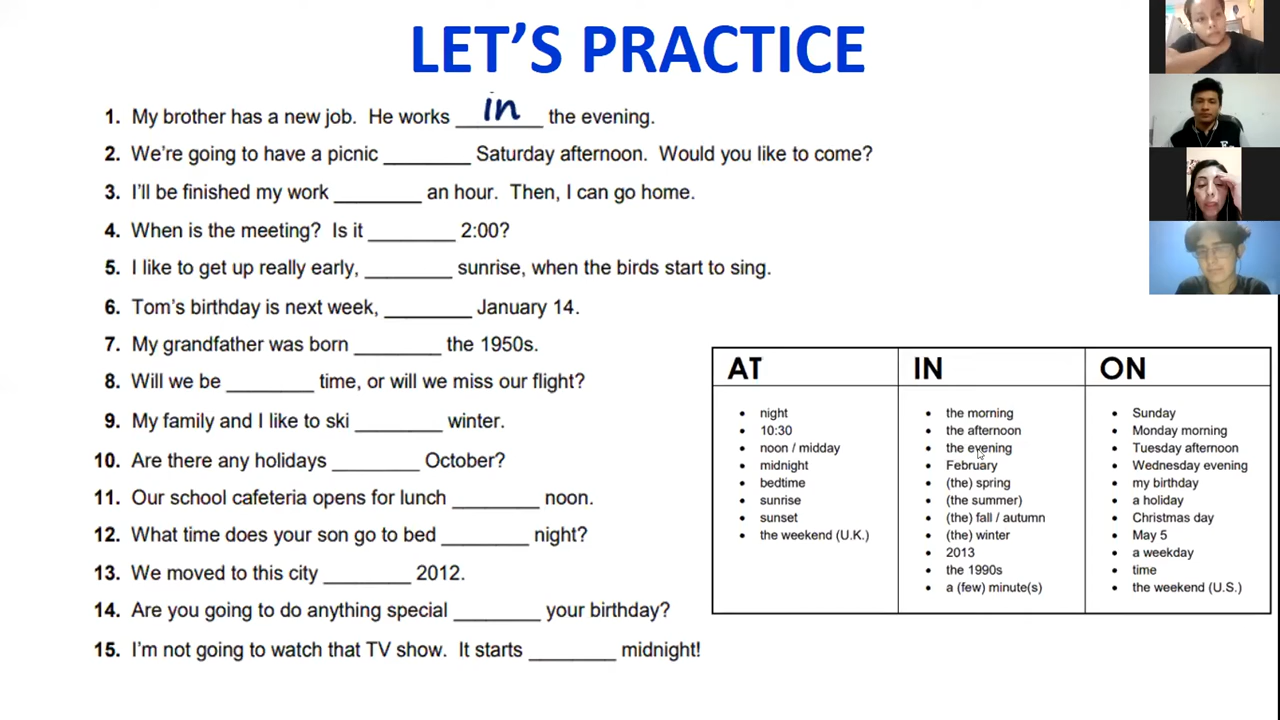 LET'S PRACTICE
1. My brother has a new job. He works in the evening.
2. We're going to have a picnic ________ Saturday afternoon. Would you like to come?
3. I'll be finished my work ________ an hour. Then, I can go home.
4. When is the meeting? Is it ________ 2:00?
5. I like to get up really early, ________ sunrise, when the birds start to sing.
6. Tom's birthday is next week, ________ January 14.
7. My grandfather was born ________ the 1950s.
8. Will we be ________ time, or will we miss our flight?
9. My family and I like to ski ________ winter.
10. Are there any holidays ________ October?
11. Our school cafeteria opens for lunch ________ noon.
12. What time does your son go to bed ________ night?
13. We moved to this city ________ 2012.
14. Are you going to do anything special ________ your birthday?
15. I'm not going to watch that TV show. It starts ________ midnight!
AT
• night
• 10:30
• noon / midday
• midnight
• bedtime
• sunrise
• sunset
• the weekend (U.K.)
IN
• the morning
• the afternoon
• the evening
• February
• (the) spring
• (the summer)
• (the) fall / autumn
• (the) winter
• 2013
• the 1990s
• a (few) minute(s)
ON
• Sunday
• Monday morning
• Tuesday afternoon
• Wednesday evening
• my birthday
• a holiday
• Christmas day
• May 5
• a weekday
• time
• the weekend (U.S.)